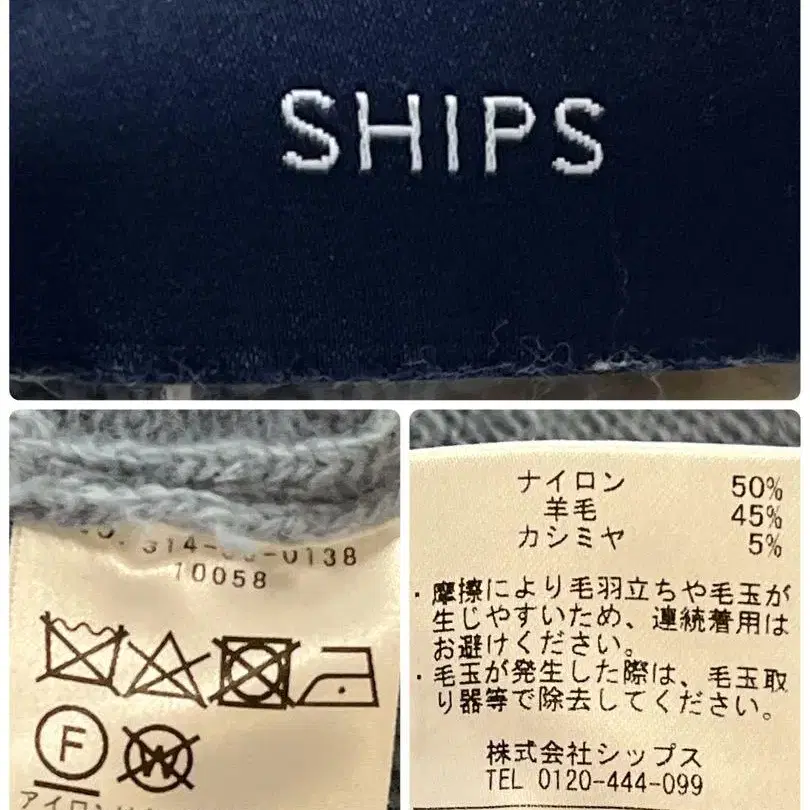 SHIPS
314-
-0138
10058
F
W
ナイロン 50%
羊毛 45%
カシミヤ 5%
・摩擦により毛羽立ちや毛玉が
生じやすいため、連続着用は
お避けください。
・毛玉が発生した際は、毛玉取
り器等で除去してください。
株式会社シップス
TEL 0120-444-099